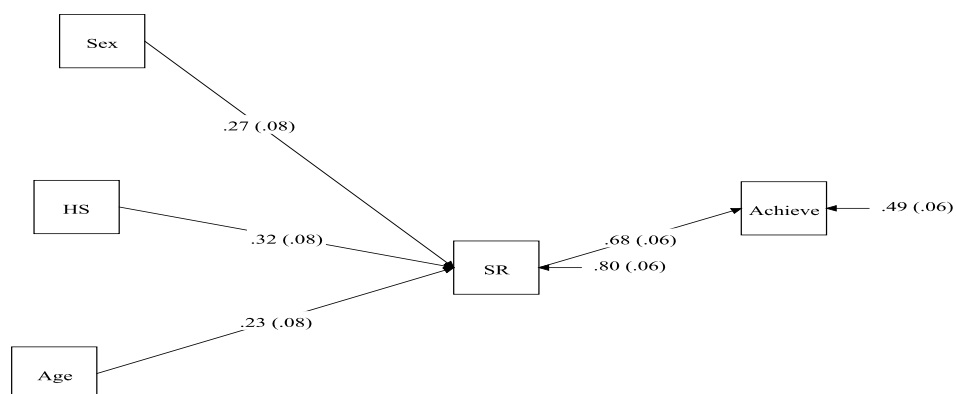 Sex
.27 (.08)
HS
.32 (.08)
Achieve
.49 (.06)
.68 (.06)
SR
.80 (.06)
.23 (.08)
Age